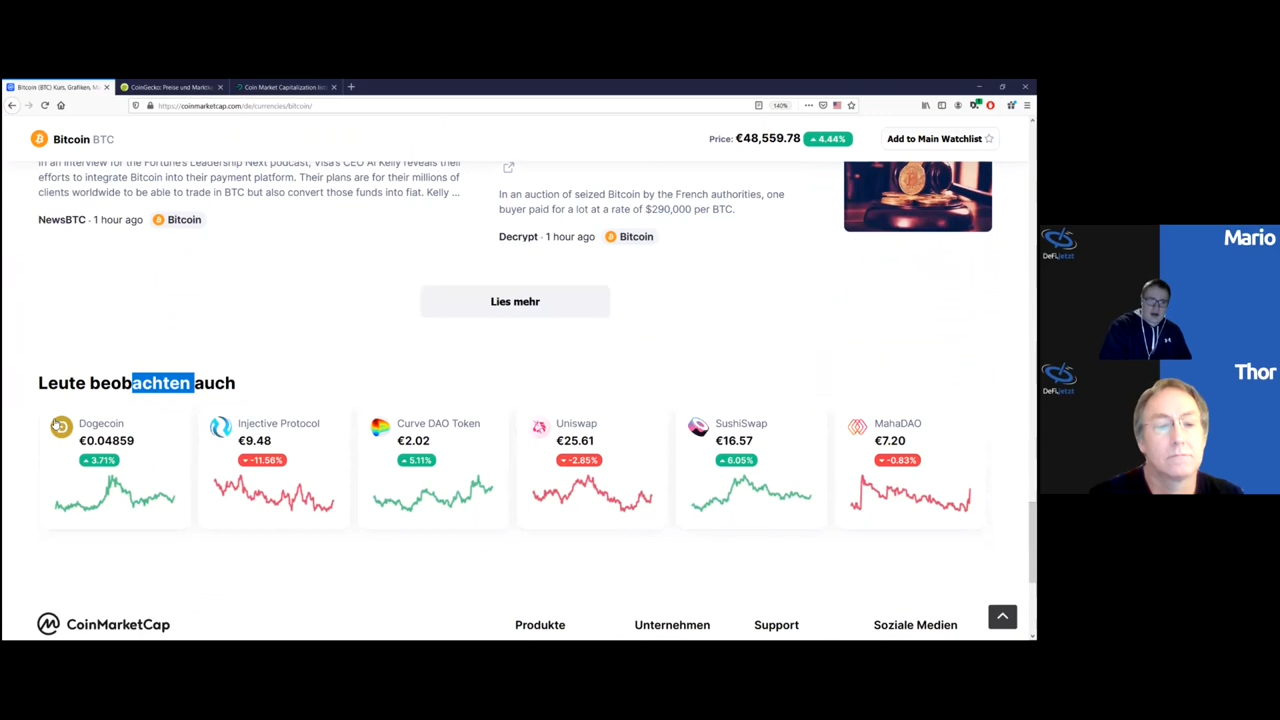 Bitcoin (BTC) Kurs, Grafiken, Ma
CoinGecko: Preise und Marktka
Coin Market Capitalization lis
https://coinmarketcap.com/de/currencies/bitcoin/
140%
Bitcoin BTC
Price: €48,559.78
4.44%
Add to Main Watchlist
In an interview for the Fortune's Leadership Next podcast, Visa's CEO Al Kelly reveals their
efforts to integrate Bitcoin into their payment platform. Their plans are for their millions of
clients worldwide to be able to trade in BTC but also convert those funds into fiat. Kelly ...
NewsBTC · 1 hour ago
Bitcoin
In an auction of seized Bitcoin by the French authorities, one
buyer paid for a lot at a rate of $290,000 per BTC.
Decrypt · 1 hour ago
Bitcoin
Lies mehr
Leute beobachten auch
Dogecoin
€0.04859
3.71%
Injective Protocol
€9.48
-11.56%
Curve DAO Token
€2.02
5.11%
Uniswap
€25.61
-2.85%
SushiSwap
€16.57
6.05%
MahaDAO
€7.20
-0.83%
CoinMarketCap
Produkte
Unternehmen
Support
Soziale Medien
Mario
DeFi.jetzt
Thor
DeFi.jetzt